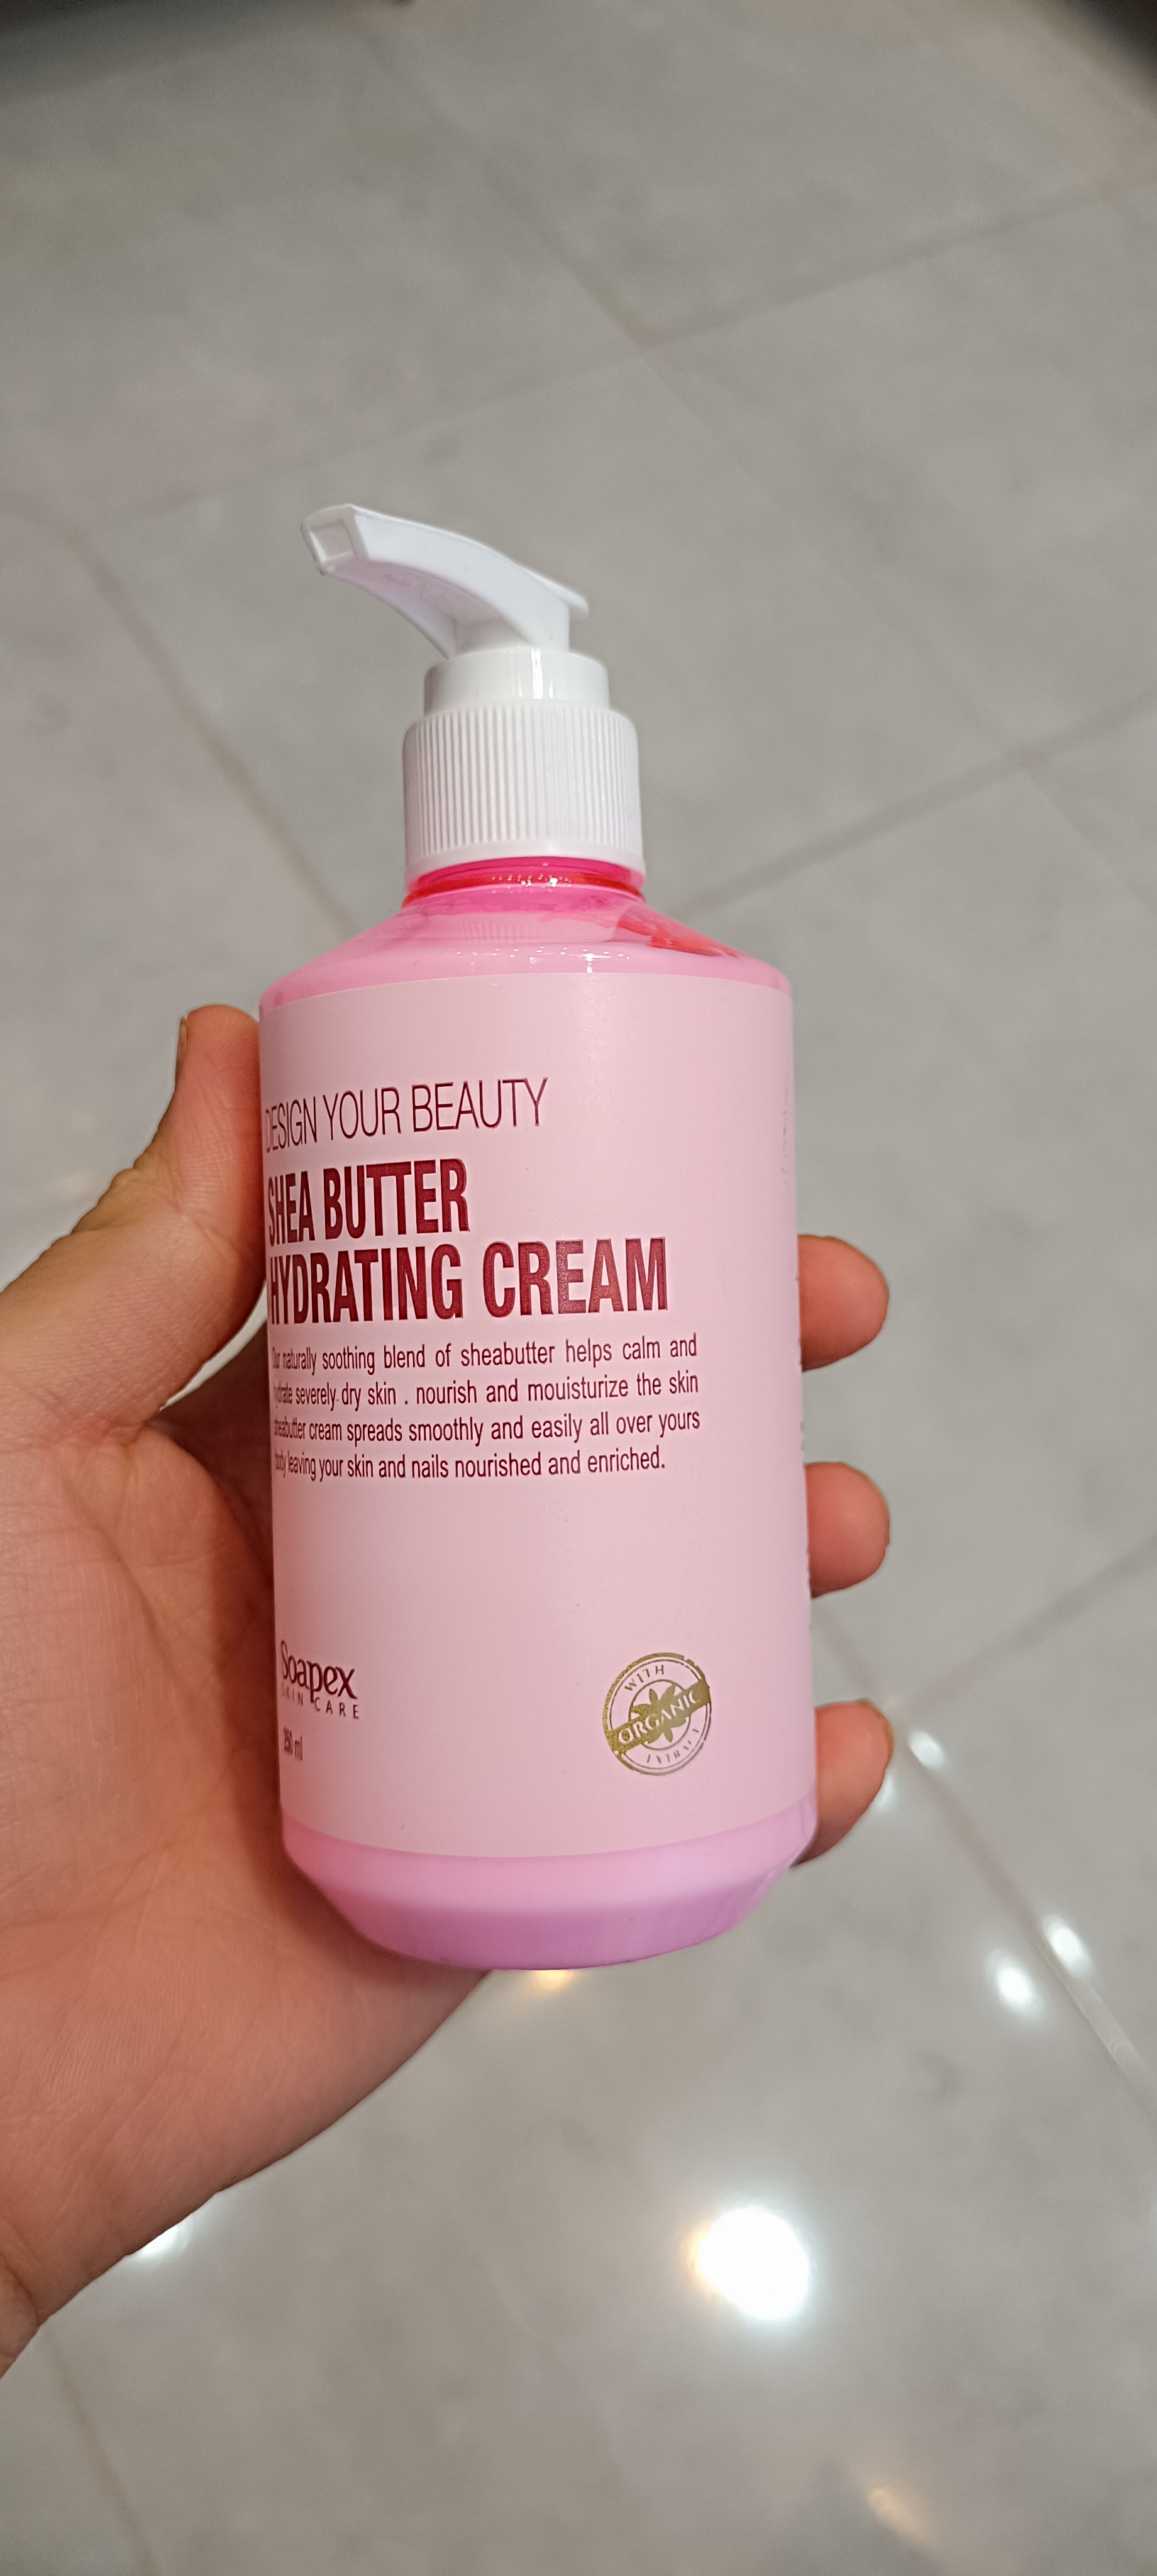 DESIGN YOUR BEAUTY
SHEA BUTTER
HYDRATING CREAM
Our naturally soothing blend of sheabutter helps calm and
hydrate severely dry skin . nourish and mouisturize the skin
sheabutter cream spreads smoothly and easily all over yours
body leaving your skin and nails nourished and enriched.
Soapex
SKIN CARE
250 ml
WITH
ORGANIC
EXTRACT